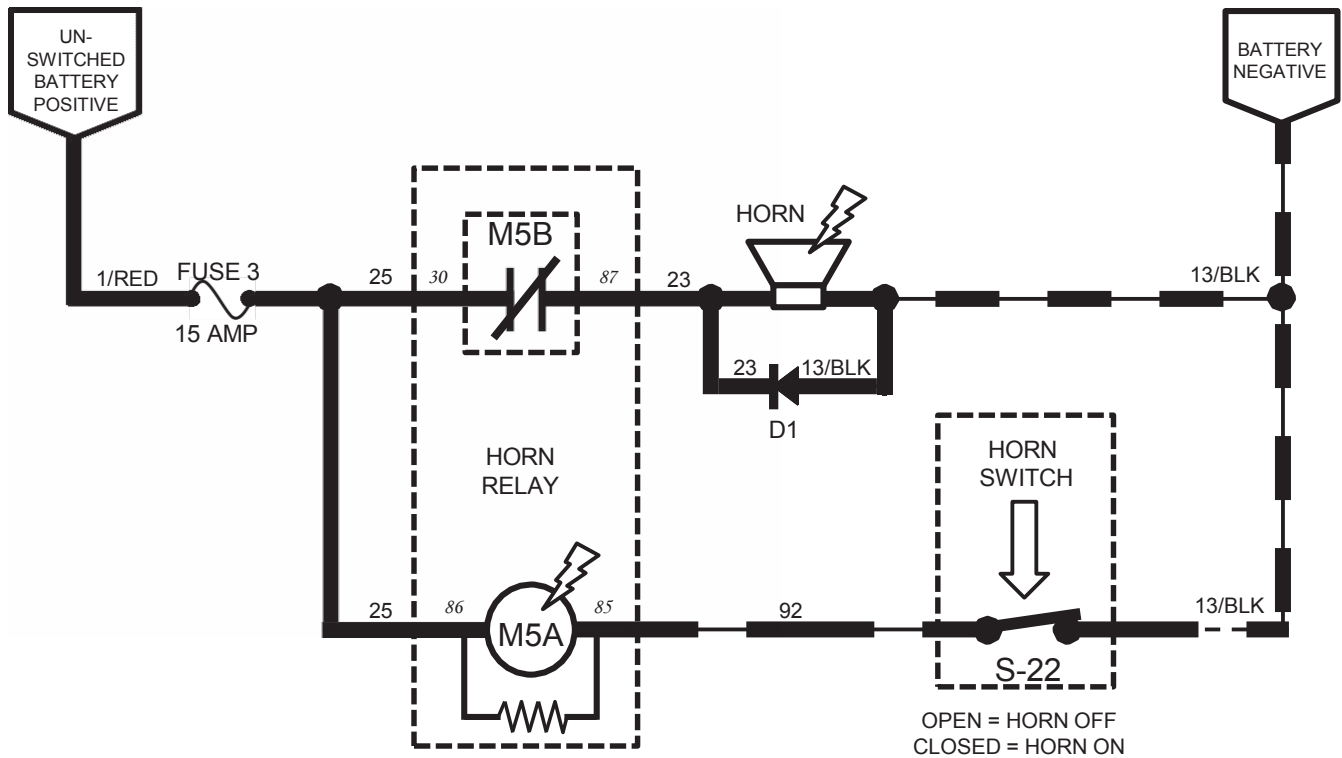 UN-
SWITCHED
BATTERY
POSITIVE
BATTERY
NEGATIVE
HORN
M5B
1/RED
FUSE 3
15 AMP
25
30
87
23
13/BLK
23
13/BLK
D1
HORN
RELAY
HORN
SWITCH
25
86
M5A
85
92
13/BLK
S-22
OPEN = HORN OFF
CLOSED = HORN ON